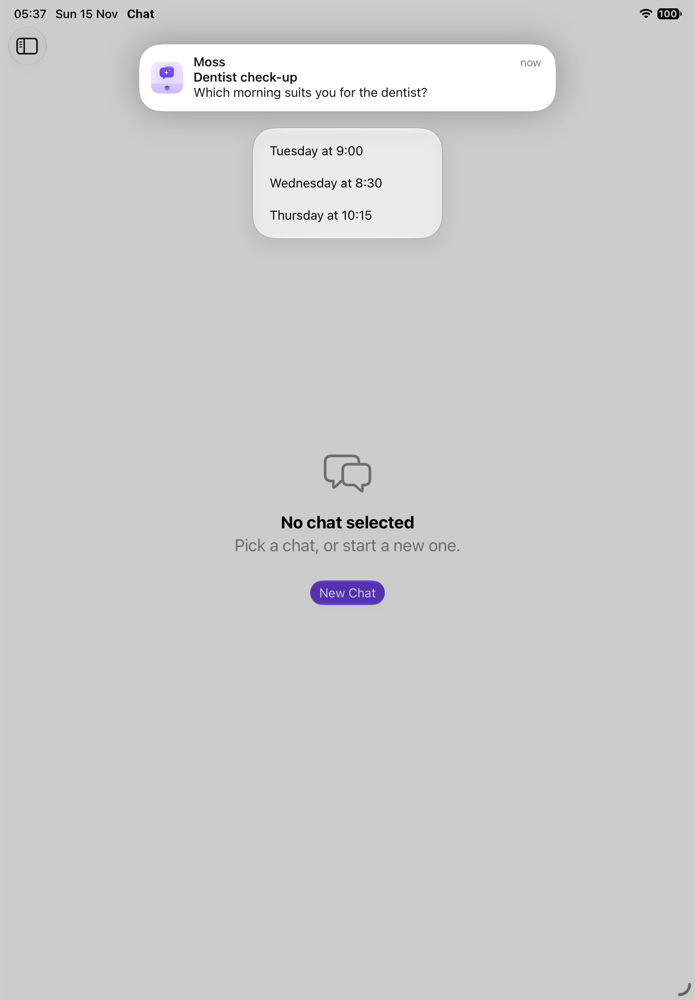 05:37 Sun 15 Nov Chat
100
Moss
now
Dentist check-up
Which morning suits you for the dentist?
Tuesday at 9:00
Wednesday at 8:30
Thursday at 10:15
No chat selected
Pick a chat, or start a new one.
New Chat